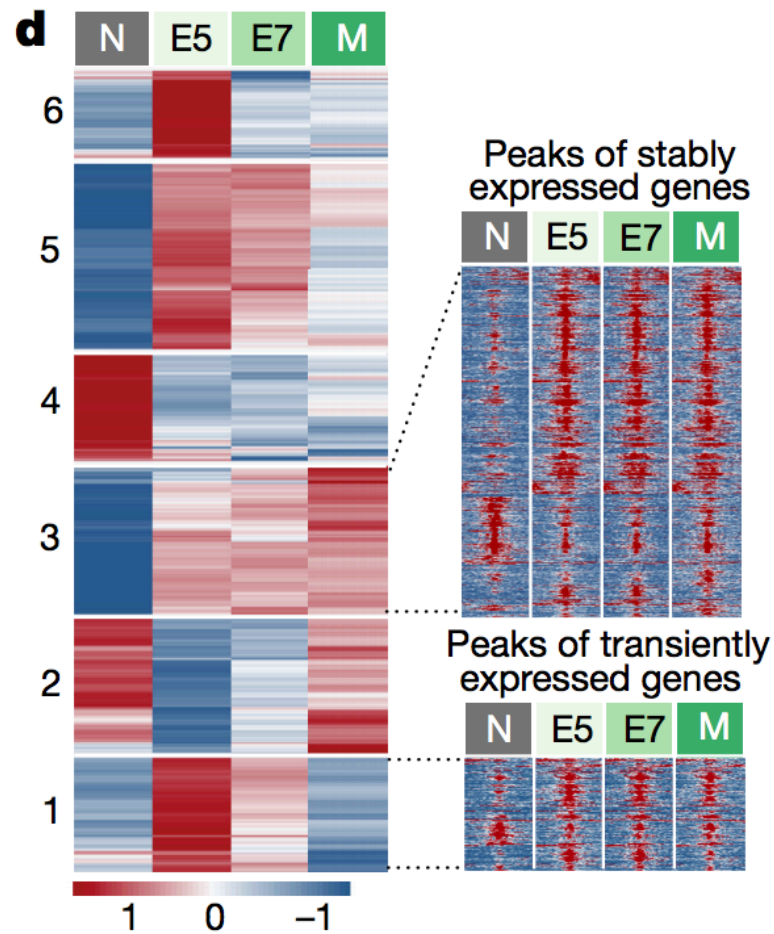 d
N E5 E7 M
6
5
4
3
2
1
1 0 –1
Peaks of stably
expressed genes
N E5 E7 M
Peaks of transiently
expressed genes
N E5 E7 M